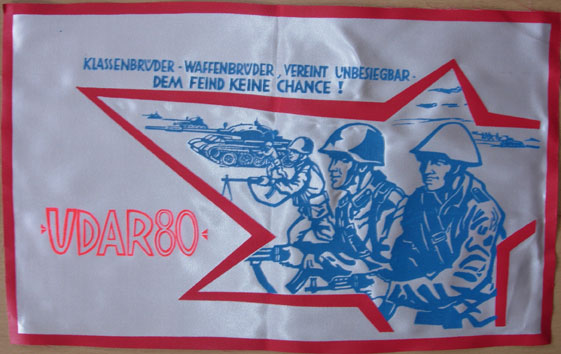 KLASSENBRÜDER - WAFFENBRÜDER, VEREINT UNBESIEGBAR -
DEM FEIND KEINE CHANCE !
UDAR80